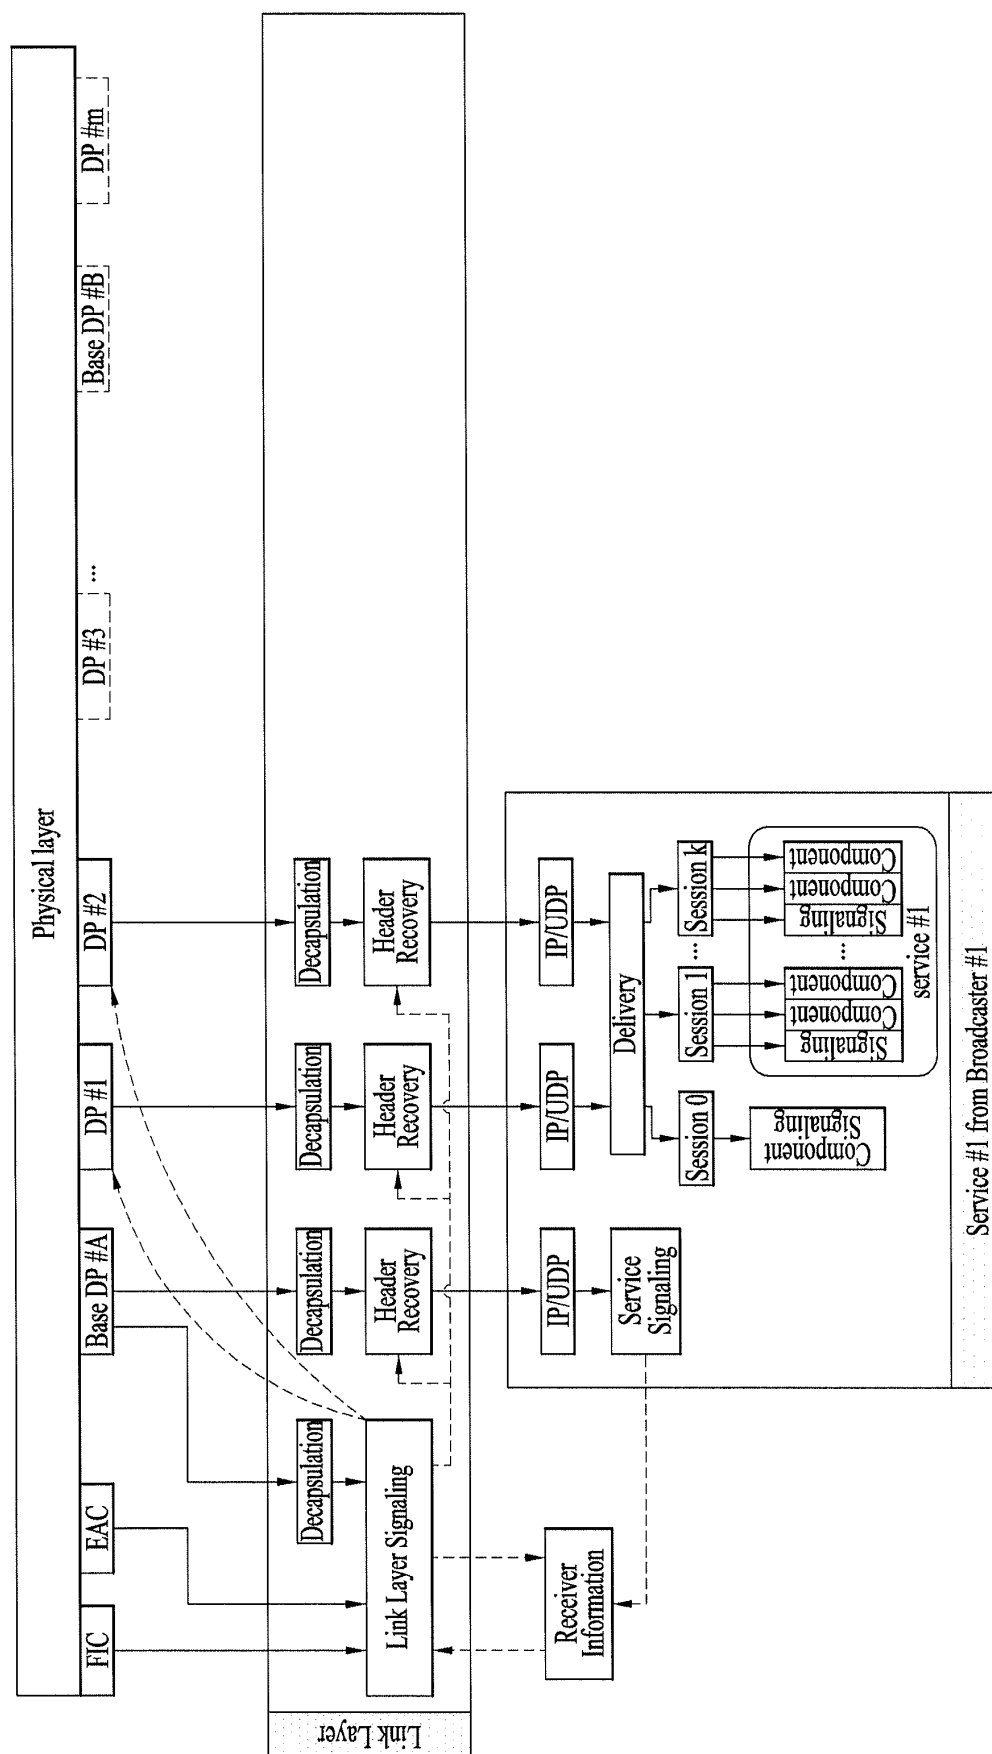 Physical layer
FIC
EAC
Base DP #A
DP #1
DP #2
DP #3
...
Base DP #B
DP #m
Link Layer
Decapsulation
Decapsulation
Decapsulation
Decapsulation
Link Layer Signaling
Header
Recovery
Header
Recovery
Header
Recovery
Receiver
Information
IP/UDP
IP/UDP
IP/UDP
Service
Signaling
Delivery
Session 0
Session 1
...
Session k
Component
Signaling
Signaling
Component
Component
...
Signaling
Component
Component
service #1
Service #1 from Broadcaster #1